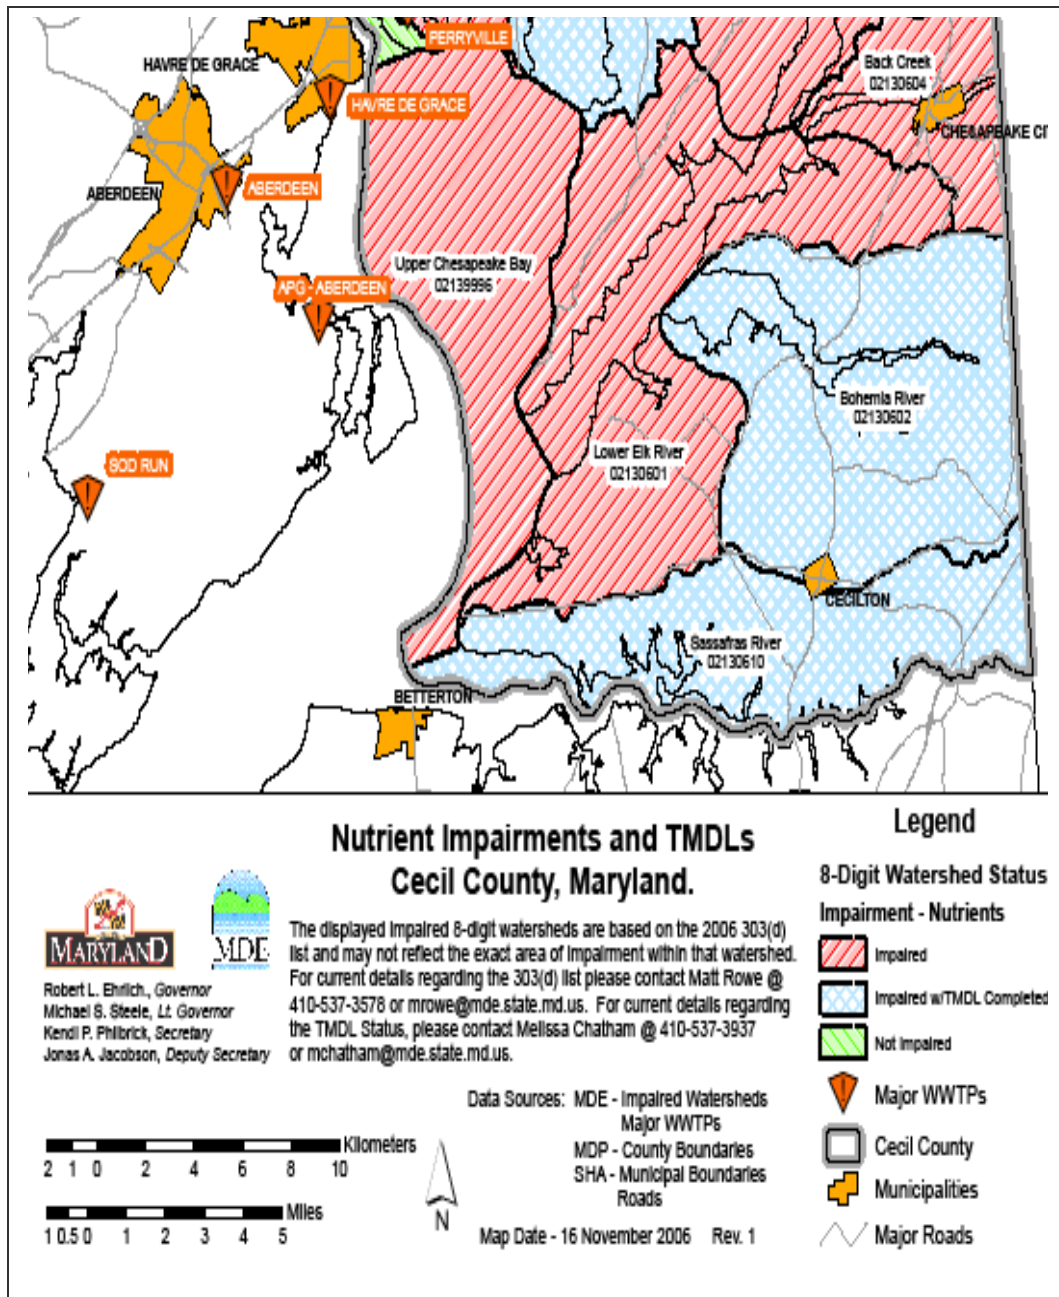 PERRYVILLE
HAVRE DE GRACE
HAVRE DE GRACE
Back Creek
02130604
CHESAPEAKE CIT
ABERDEEN
ABERDEEN
Upper Chesapeake Bay
02139996
APG - ABERDEEN
Bohemia River
02130602
SOD RUN
Lower Elk River
02130601
CECILTON
Sassafras River
02130610
BETTERTON
Nutrient Impairments and TMDLs
Cecil County, Maryland.
The displayed impaired 8-digit watersheds are based on the 2006 303(d)
list and may not reflect the exact area of impairment within that watershed.
For current details regarding the 303(d) list please contact Matt Rowe @
410-537-3578 or mrowe@mde.state.md.us. For current details regarding
the TMDL Status, please contact Melissa Chatham @ 410-537-3937
or mchatham@mde.state.md.us.
MARYLAND
MDE
Robert L. Ehrlich., Governor
Michael S. Steele, Lt. Governor
Kendl P. Philbrick, Secretary
Jonas A. Jacobson, Deputy Secretary
Legend
8-Digit Watershed Status
Impairment - Nutrients
Impaired
Impaired w/TMDL Completed
Not Impaired
Major WWTPs
Cecil County
Municipalities
Major Roads
Data Sources: MDE - Impaired Watersheds
Major WWTPs
MDP - County Boundaries
SHA - Municipal Boundaries
Roads
Kilometers
2 1 0 2 4 6 8 10
Miles
1 0.5 0 1 2 3 4 5
N
Map Date - 16 November 2006 Rev. 1